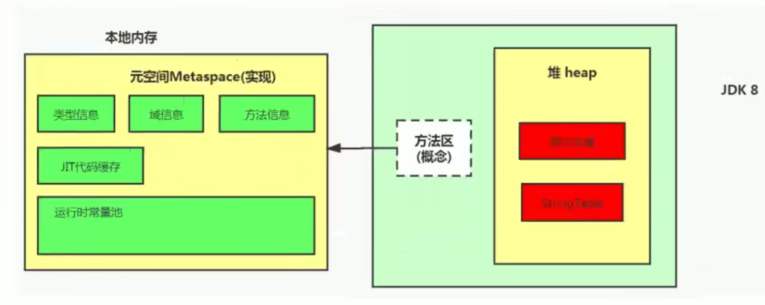 本地内存
元空间Metaspace(实现)
类型信息
域信息
方法信息
JIT代码缓存
运行时常量池
方法区
(概念)
堆 heap
StringTable
JDK 8